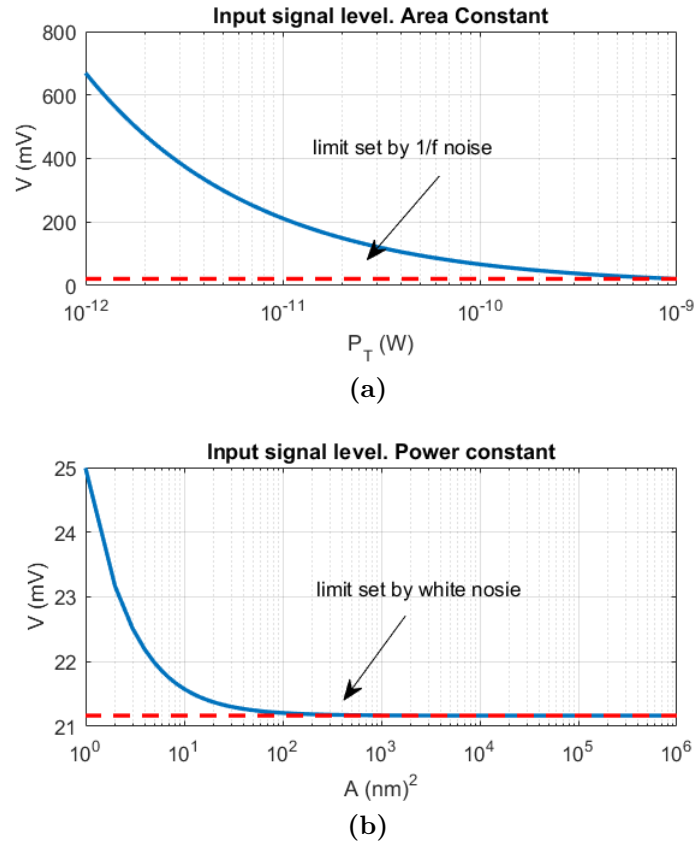 Input signal level. Area Constant
800
600
400
200
0
V (mV)
limit set by 1/f noise
10^-12
10^-11
10^-10
10^-9
P_T (W)
(a)
Input signal level. Power constant
25
24
23
22
21
V (mV)
limit set by white nosie
10^0
10^1
10^2
10^3
10^4
10^5
10^6
A (nm)^2
(b)